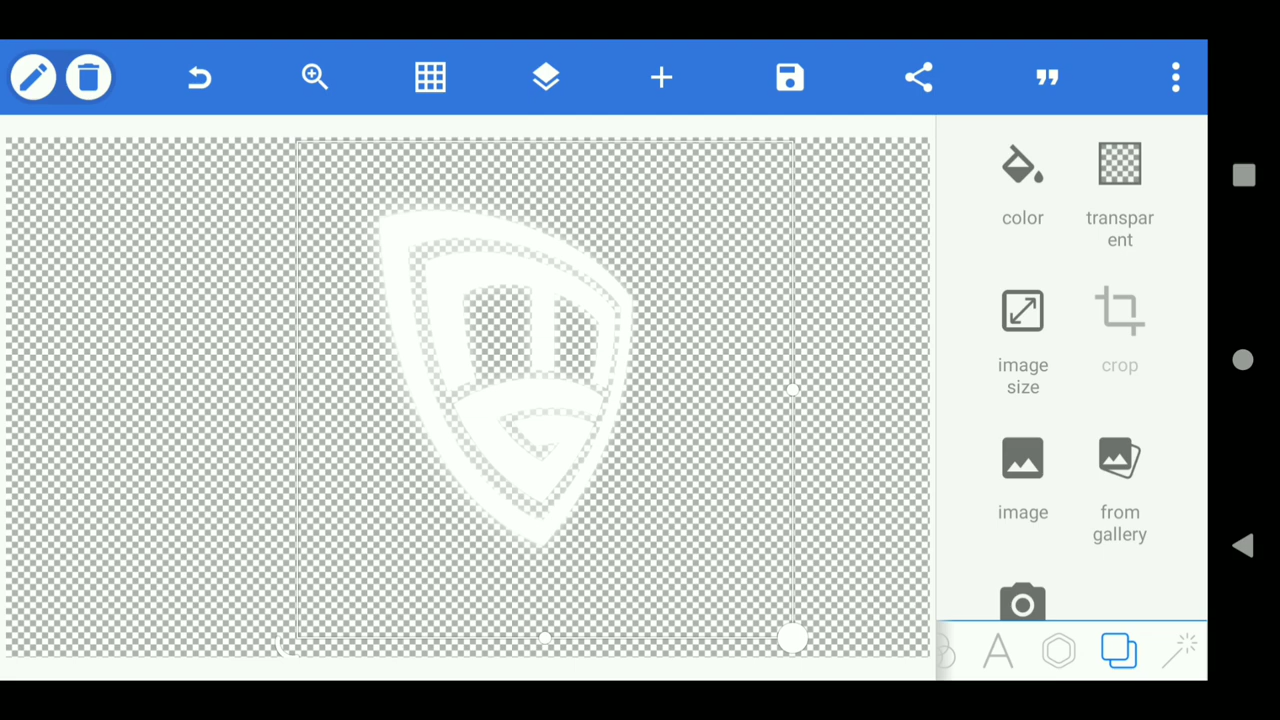 color
transpar
ent
image
size
crop
image
from
gallery